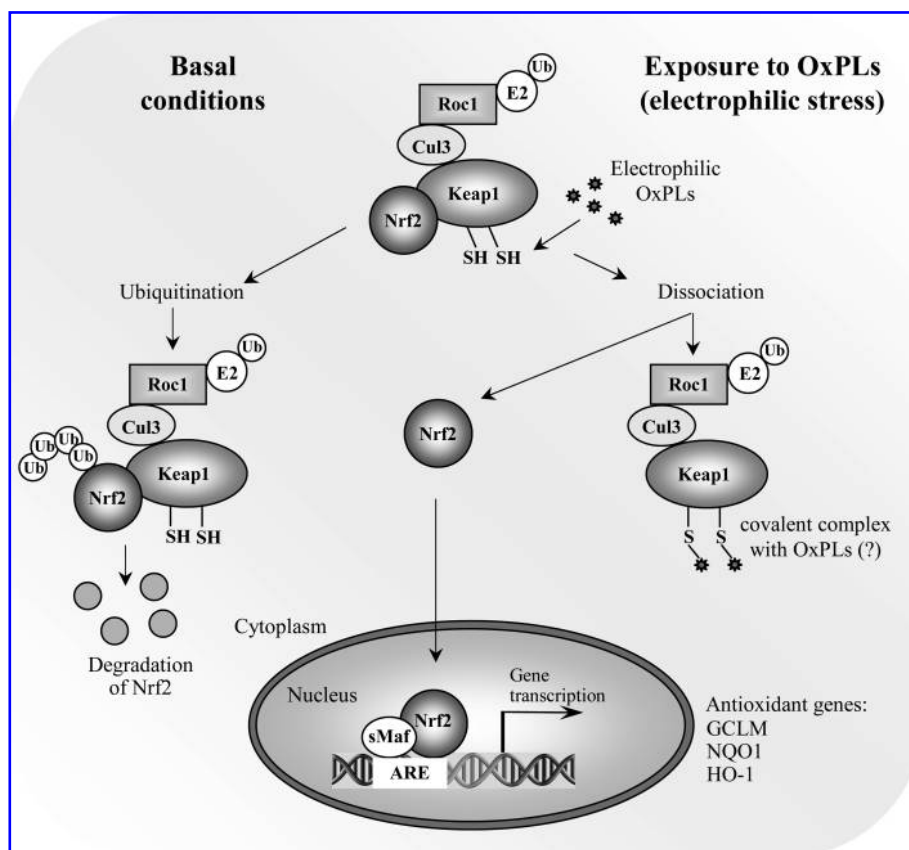 Basal
conditions
Exposure to OxPLs
(electrophilic stress)
Ub
E2
Roc1
Cul3
Keap1
Nrf2
SH SH
Electrophilic
OxPLs
Ubiquitination
Dissociation
Ub
E2
Roc1
Cul3
Ub
Ub
Ub
Ub
Keap1
Nrf2
SH SH
Degradation
of Nrf2
Nrf2
Ub
E2
Roc1
Cul3
Keap1
S S
covalent complex
with OxPLs (?)
Cytoplasm
Nucleus
Gene
transcription
Nrf2
sMaf
ARE
Antioxidant genes:
GCLM
NQO1
HO-1